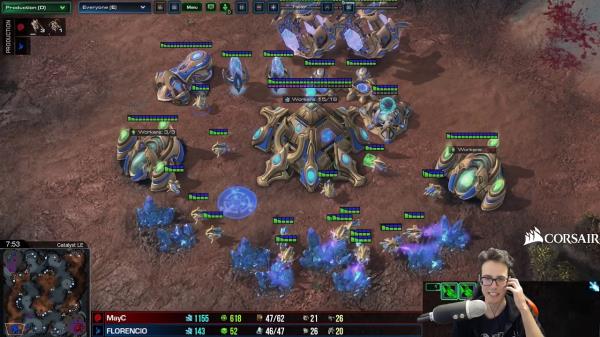 Production (D) Everyone (E) Menu
PRODUCTION
Workers: 15/16
Workers: 3/3
Workers:
CORSAIR
7:53 Catalyst LE
1
MayC 1155 618 47/62 21 26
FLORENCIO 143 52 46/47 26 20